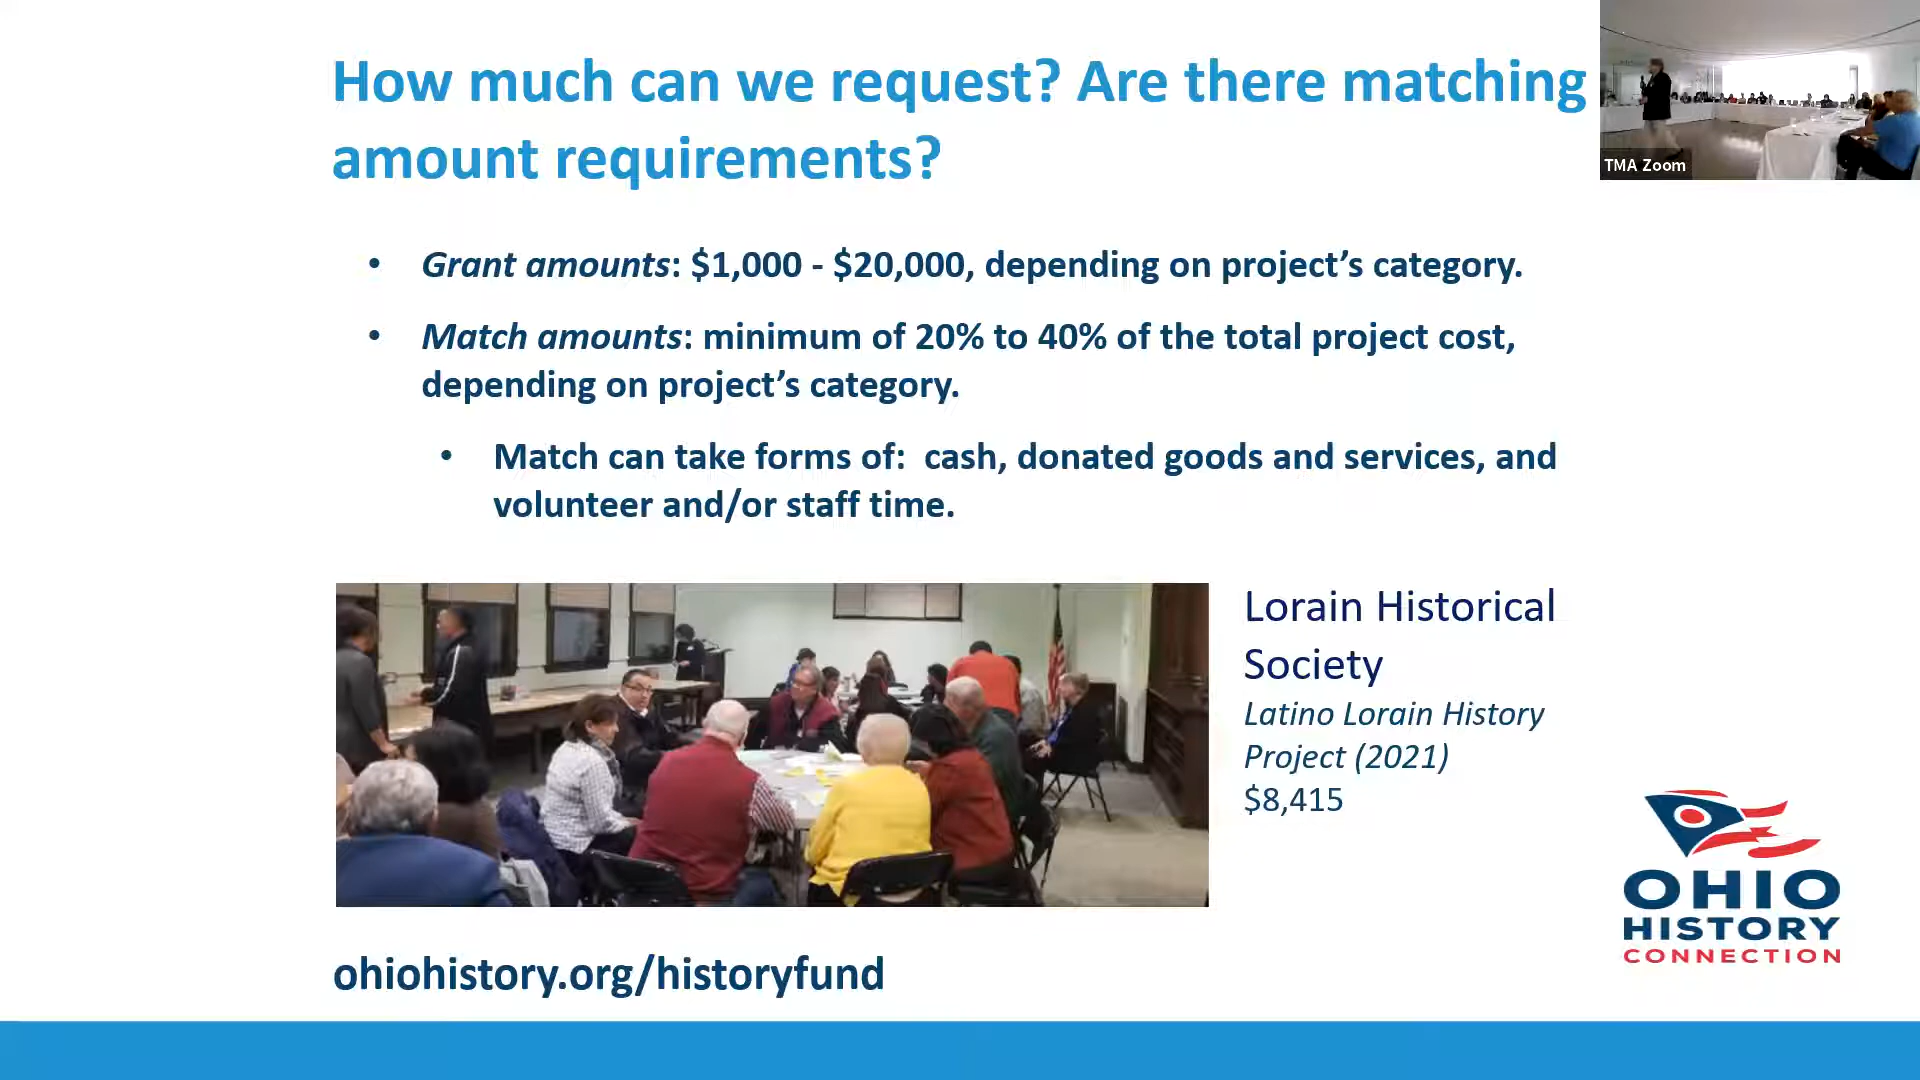 How much can we request? Are there matching
amount requirements?
TMA Zoom
• Grant amounts: $1,000 - $20,000, depending on project’s category.
• Match amounts: minimum of 20% to 40% of the total project cost,
depending on project’s category.
• Match can take forms of: cash, donated goods and services, and
volunteer and/or staff time.
Lorain Historical
Society
Latino Lorain History
Project (2021)
$8,415
OHIO
HISTORY
CONNECTION
ohiohistory.org/historyfund